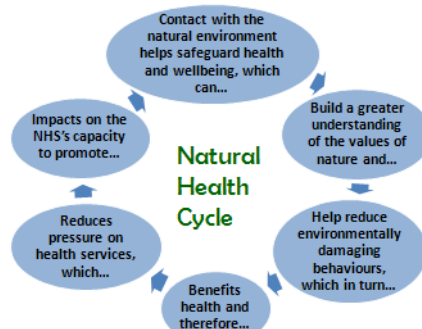 Contact with the
natural environment
helps safeguard health
and wellbeing, which
can...
Build a greater
understanding
of the values of
nature and...
Help reduce
environmentally
damaging
behaviours,
which in turn...
Benefits
health and
therefore...
Reduces
pressure on
health services,
which...
Impacts on the
NHS's capacity
to promote...
Natural
Health
Cycle